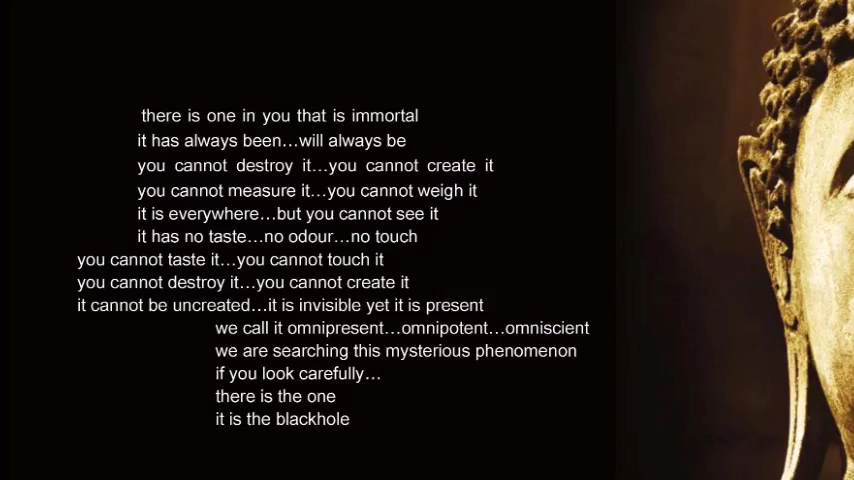 there is one in you that is immortal
it has always been…will always be
you cannot destroy it…you cannot create it
you cannot measure it…you cannot weigh it
it is everywhere…but you cannot see it
it has no taste…no odour…no touch
you cannot taste it…you cannot touch it
you cannot destroy it…you cannot create it
it cannot be uncreated…it is invisible yet it is present
we call it omnipresent…omnipotent…omniscient
we are searching this mysterious phenomenon
if you look carefully…
there is the one
it is the blackhole